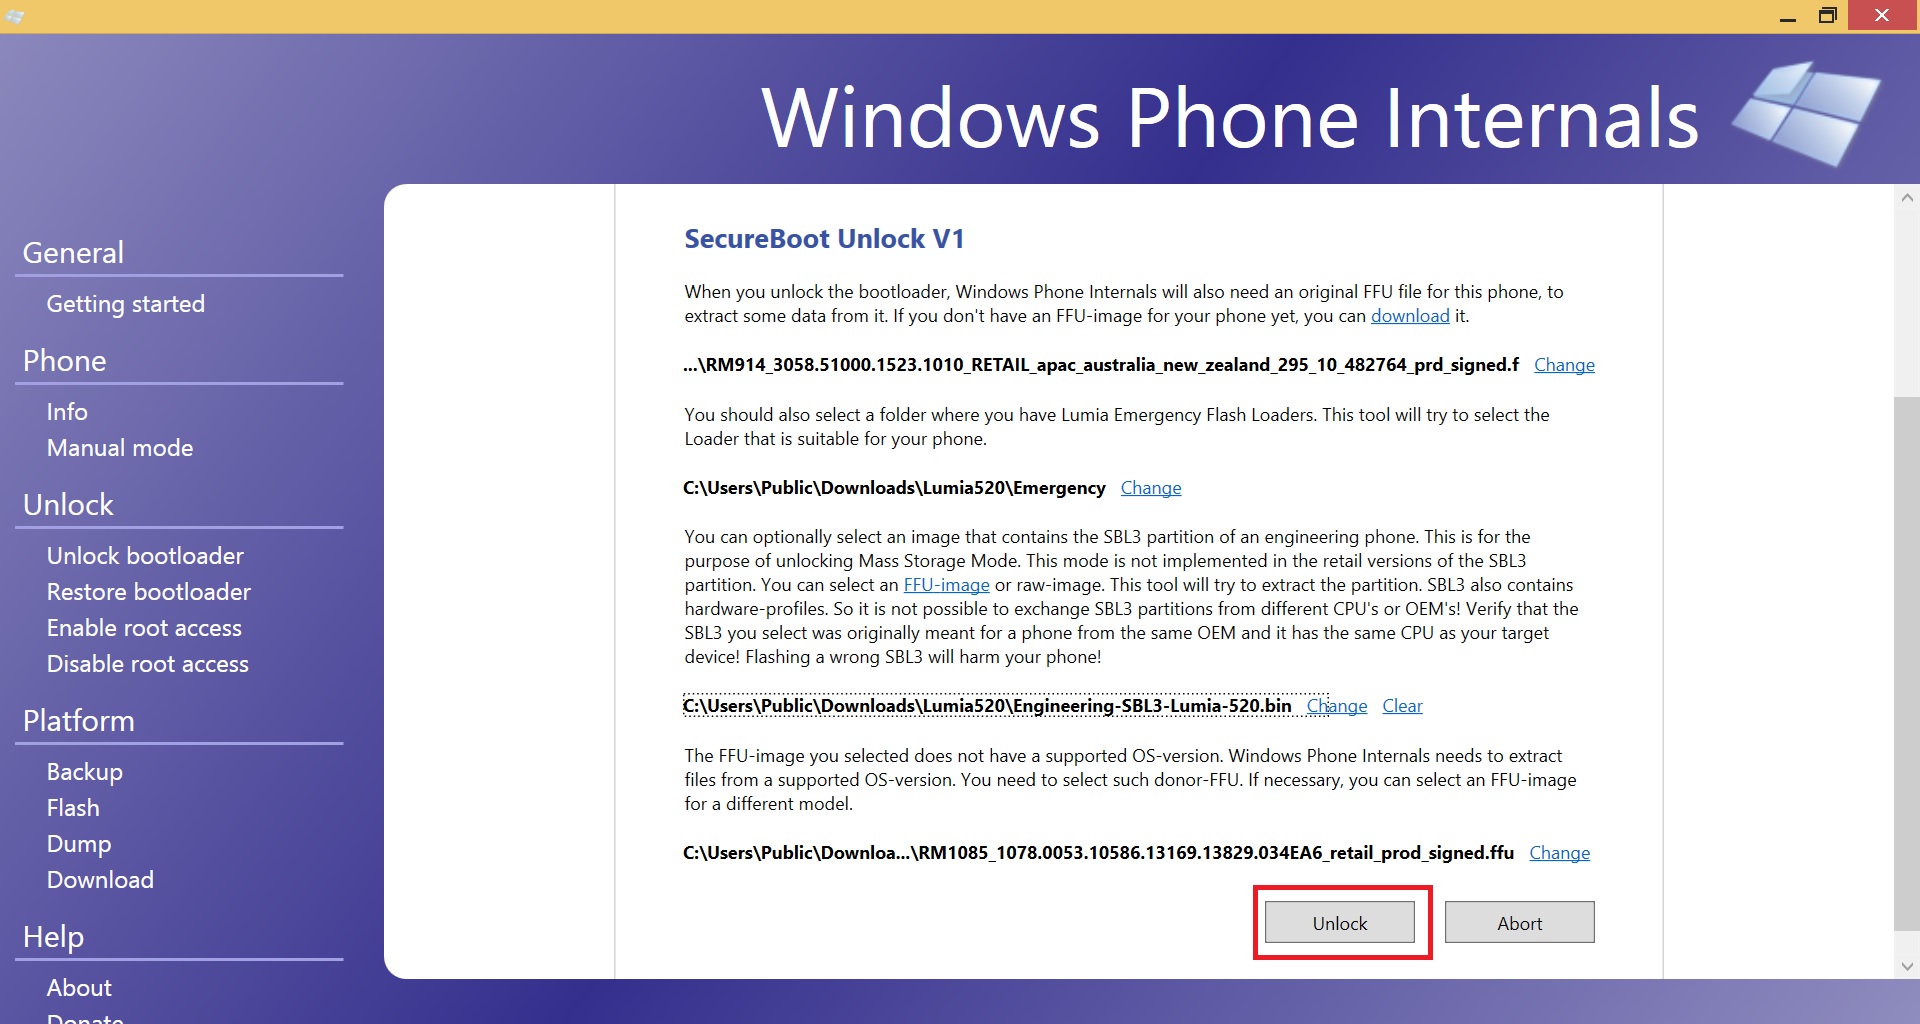 Windows Phone Internals
General
Getting started
Phone
Info
Manual mode
Unlock
Unlock bootloader
Restore bootloader
Enable root access
Disable root access
Platform
Backup
Flash
Dump
Download
Help
About
Donate
SecureBoot Unlock V1
When you unlock the bootloader, Windows Phone Internals will also need an original FFU file for this phone, to
extract some data from it. If you don't have an FFU-image for your phone yet, you can download it.
...\RM914_3058.51000.1523.1010_RETAIL_apac_australia_new_zealand_295_10_482764_prd_signed.f Change
You should also select a folder where you have Lumia Emergency Flash Loaders. This tool will try to select the
Loader that is suitable for your phone.
C:\Users\Public\Downloads\Lumia520\Emergency Change
You can optionally select an image that contains the SBL3 partition of an engineering phone. This is for the
purpose of unlocking Mass Storage Mode. This mode is not implemented in the retail versions of the SBL3
partition. You can select an FFU-image or raw-image. This tool will try to extract the partition. SBL3 also contains
hardware-profiles. So it is not possible to exchange SBL3 partitions from different CPU's or OEM's! Verify that the
SBL3 you select was originally meant for a phone from the same OEM and it has the same CPU as your target
device! Flashing a wrong SBL3 will harm your phone!
C:\Users\Public\Downloads\Lumia520\Engineering-SBL3-Lumia-520.bin Change Clear
The FFU-image you selected does not have a supported OS-version. Windows Phone Internals needs to extract
files from a supported OS-version. You need to select such donor-FFU. If necessary, you can select an FFU-image
for a different model.
C:\Users\Public\Downloa...\RM1085_1078.0053.10586.13169.13829.034EA6_retail_prod_signed.ffu Change
Unlock Abort